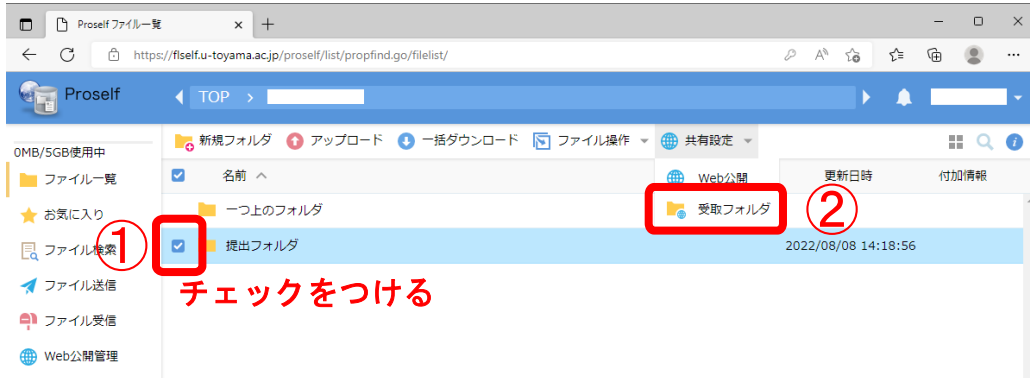 Proself ファイル一覧
https://flself.u-toyama.ac.jp/proself/list/propfind.go/filelist/
Proself
TOP >
0MB/5GB使用中
新規フォルダ アップロード 一括ダウンロード ファイル操作 共有設定
ファイル一覧
お気に入り
ファイル検索
ファイル送信
ファイル受信
Web公開管理
名前
Web公開
更新日時
付加情報
一つ上のフォルダ
受取フォルダ
②
①
提出フォルダ
2022/08/08 14:18:56
チェックをつける